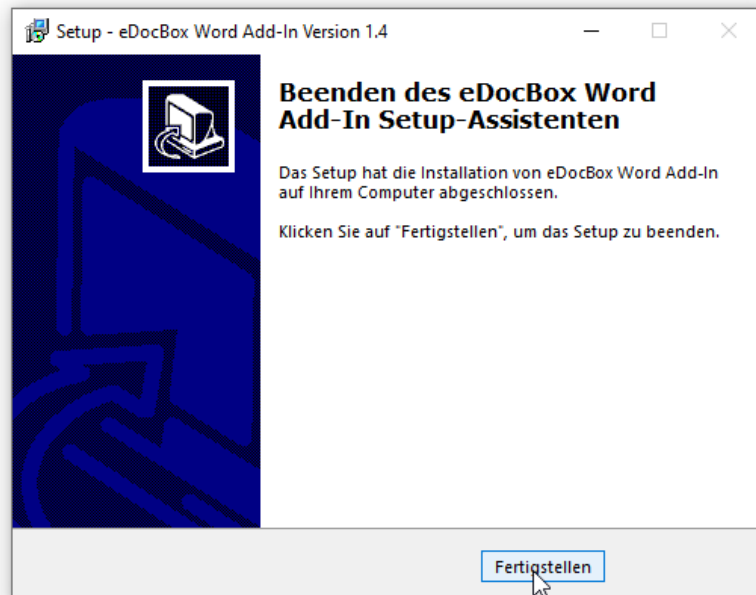 Setup - eDocBox Word Add-In Version 1.4
Beenden des eDocBox Word
Add-In Setup-Assistenten
Das Setup hat die Installation von eDocBox Word Add-In
auf Ihrem Computer abgeschlossen.
Klicken Sie auf "Fertigstellen", um das Setup zu beenden.
Fertigstellen